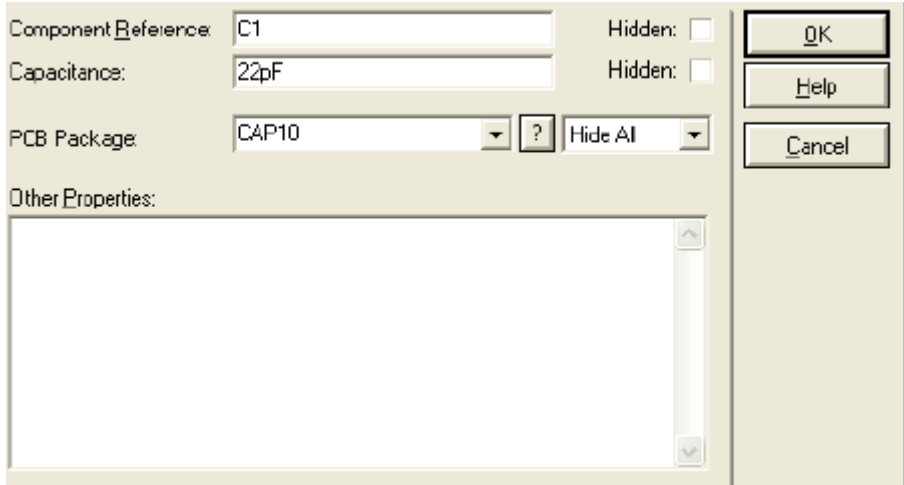 Component Reference: C1 Hidden: OK
Capacitance: 22pF Hidden: Help
PCB Package: CAP10 ? Hide All Cancel
Other Properties: